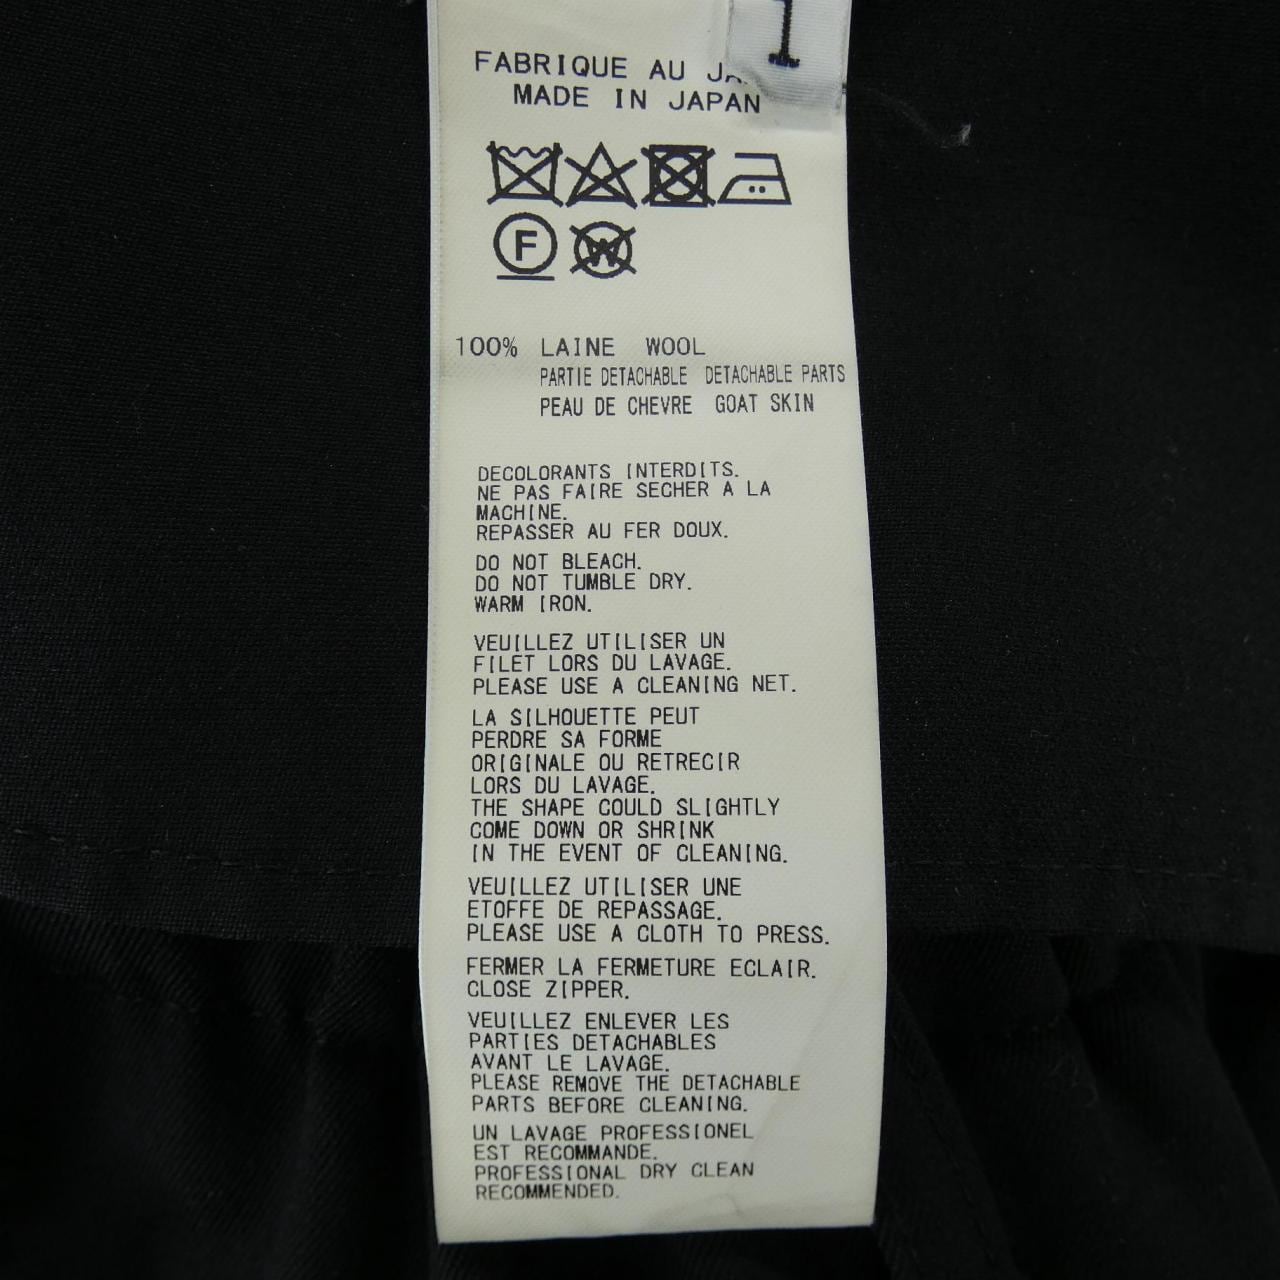 FABRIQUE AU
MADE IN JAPAN
F W
100% LAINE WOOL
PARTIE DETACHABLE DETACHABLE PARTS
PEAU DE CHEVRE GOAT SKIN
DECOLORANTS INTERDITS.
NE PAS FAIRE SECHER A LA
MACHINE.
REPASSER AU FER DOUX.
DO NOT BLEACH.
DO NOT TUMBLE DRY.
WARM IRON.
VEUILLEZ UTILISER UN
FILET LORS DU LAVAGE.
PLEASE USE A CLEANING NET.
LA SILHOUETTE PEUT
PERDRE SA FORME
ORIGINALE OU RETRECIR
LORS DU LAVAGE.
THE SHAPE COULD SLIGHTLY
COME DOWN OR SHRINK
IN THE EVENT OF CLEANING.
VEUILLEZ UTILISER UNE
ETOFFE DE REPASSAGE.
PLEASE USE A CLOTH TO PRESS.
FERMER LA FERMETURE ECLAIR.
CLOSE ZIPPER.
VEUILLEZ ENLEVER LES
PARTIES DETACHABLES
AVANT LE LAVAGE.
PLEASE REMOVE THE DETACHABLE
PARTS BEFORE CLEANING.
UN LAVAGE PROFESSIONEL
EST RECOMMANDE.
PROFESSIONAL DRY CLEAN
RECOMMENDED.